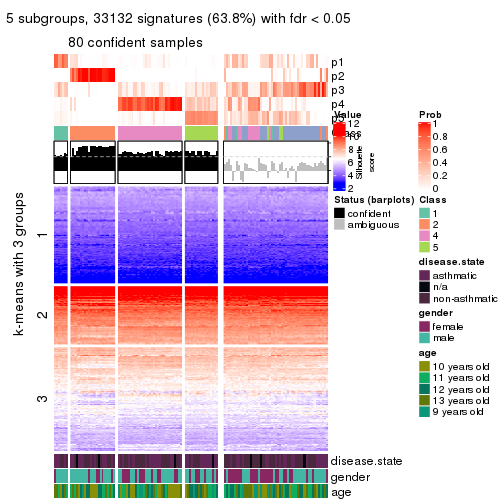 5 subgroups, 33132 signatures (63.8%) with fdr < 0.05
80 confident samples
p1
p2
p3
p4
Class
Value
12
10
8
6
4
2
Silhouette
score
Prob
1
0.8
0.6
0.4
0.2
0
Status (barplots)
confident
ambiguous
Class
1
2
4
5
disease.state
asthmatic
n/a
non-asthmatic
gender
female
male
age
10 years old
11 years old
12 years old
13 years old
9 years old
k-means with 3 groups
1
2
3
disease.state
gender
age